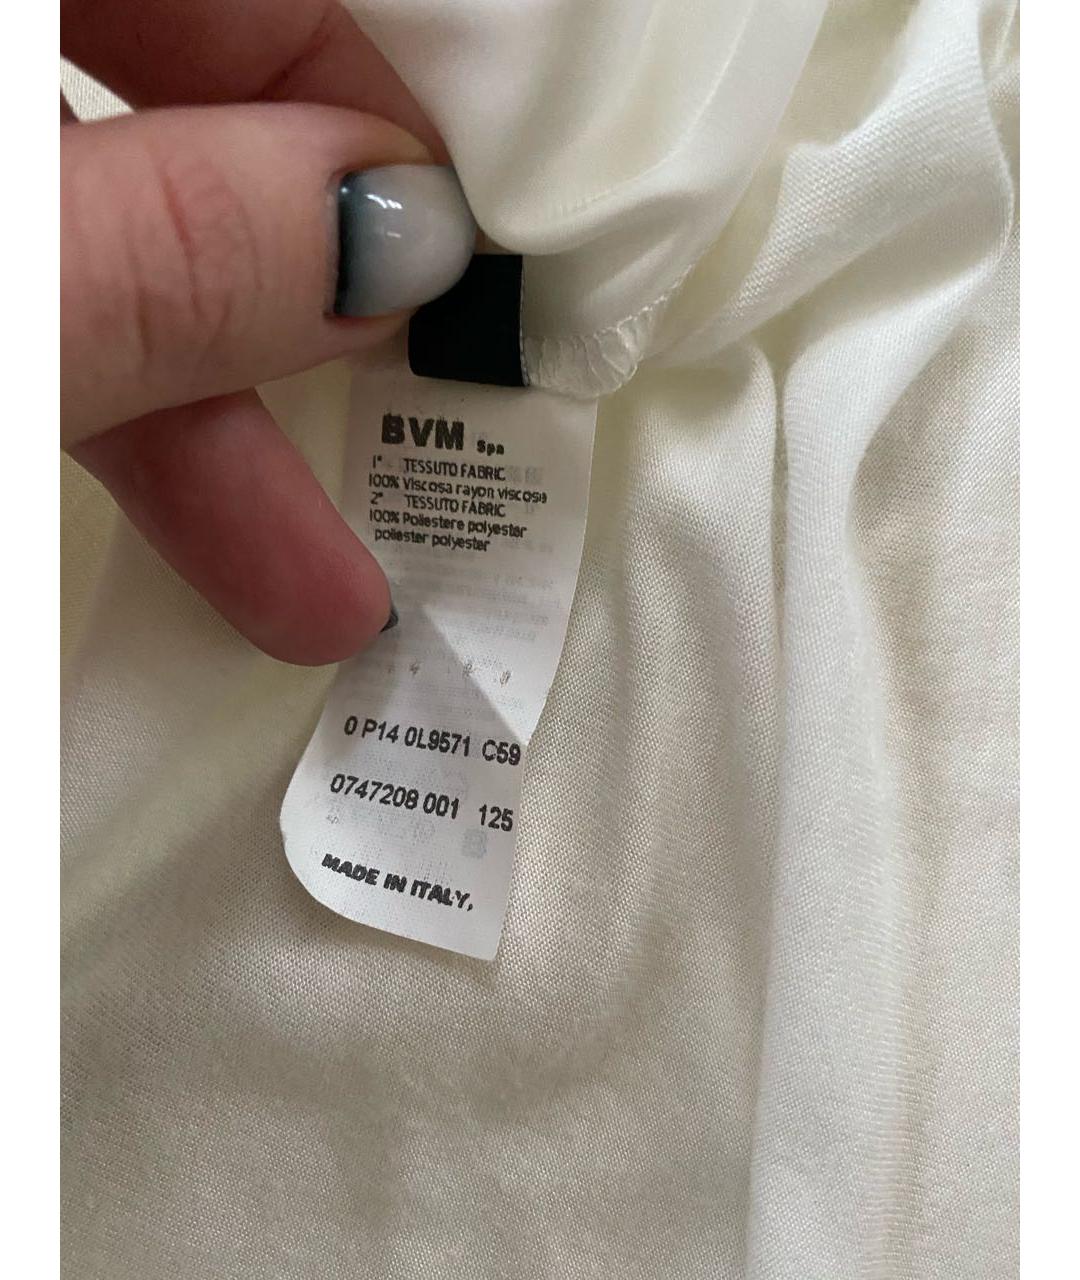 BVM Spa
1° TESSUTO FABRIC
100% Viscosa rayon viscose
2° TESSUTO FABRIC
100% Poliestere polyester
poliester polyester
0 P14 0L9571 C59
0747208 001 125
MADE IN ITALY,